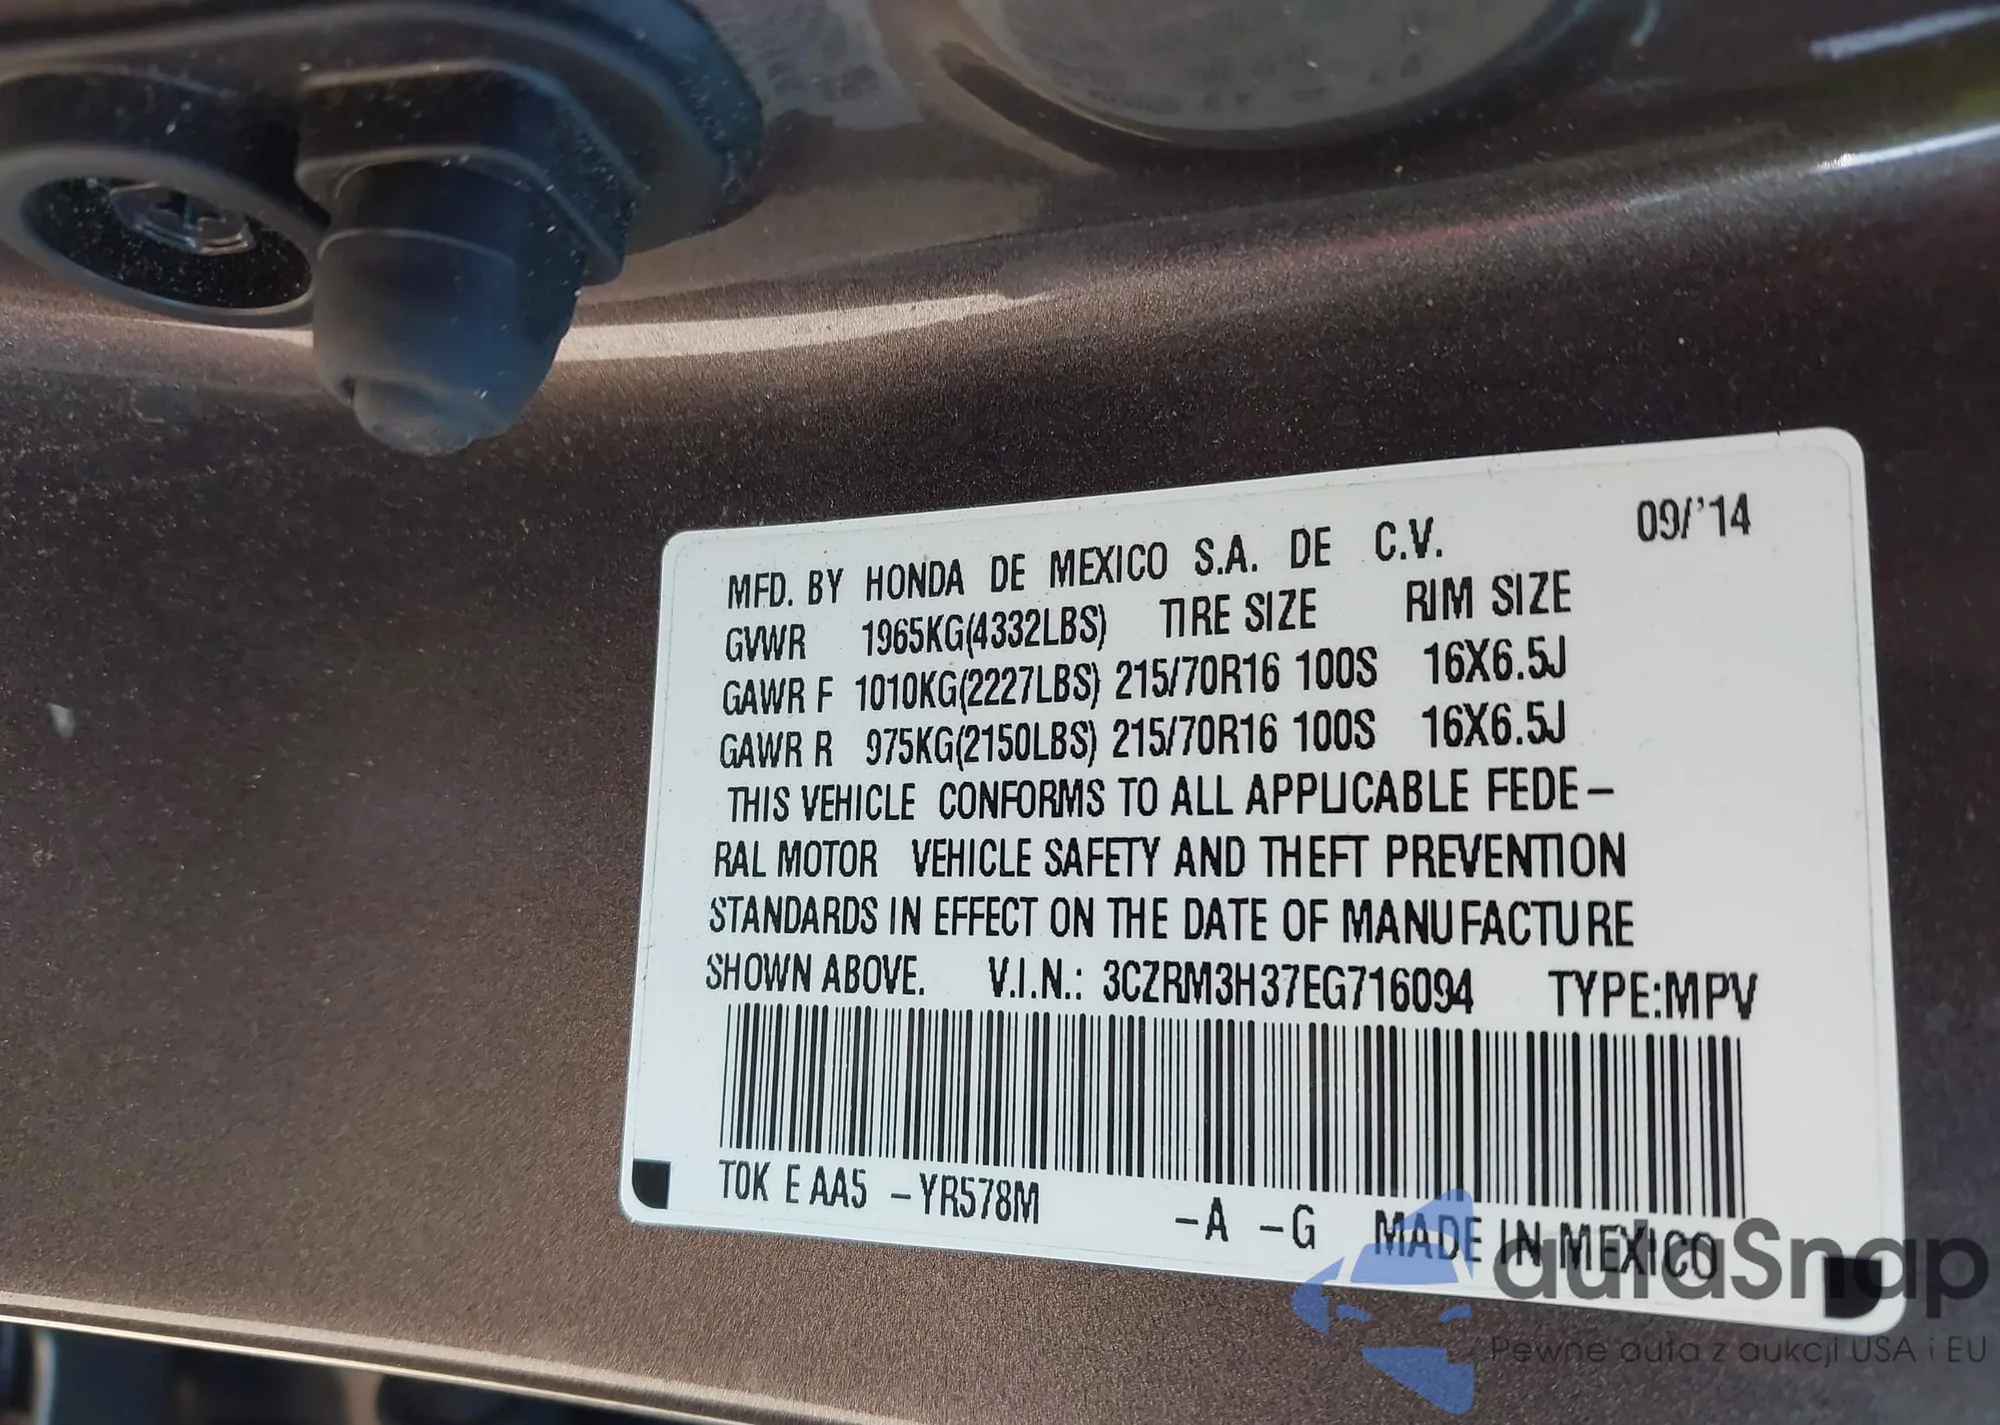 MFD. BY HONDA DE MEXICO S.A. DE C.V. 09/'14
GVWR 1965KG(4332LBS) TIRE SIZE RIM SIZE
GAWR F 1010KG(2227LBS) 215/70R16 100S 16X6.5J
GAWR R 975KG(2150LBS) 215/70R16 100S 16X6.5J
THIS VEHICLE CONFORMS TO ALL APPLICABLE FEDE–
RAL MOTOR VEHICLE SAFETY AND THEFT PREVENTION
STANDARDS IN EFFECT ON THE DATE OF MANUFACTURE
SHOWN ABOVE. V.I.N.: 3CZRM3H37EG716094 TYPE:MPV
T0K E AA5 –YR578M –A –G MADE IN MEXICO
autaSnap
Pewne auta z aukcji USA i EU